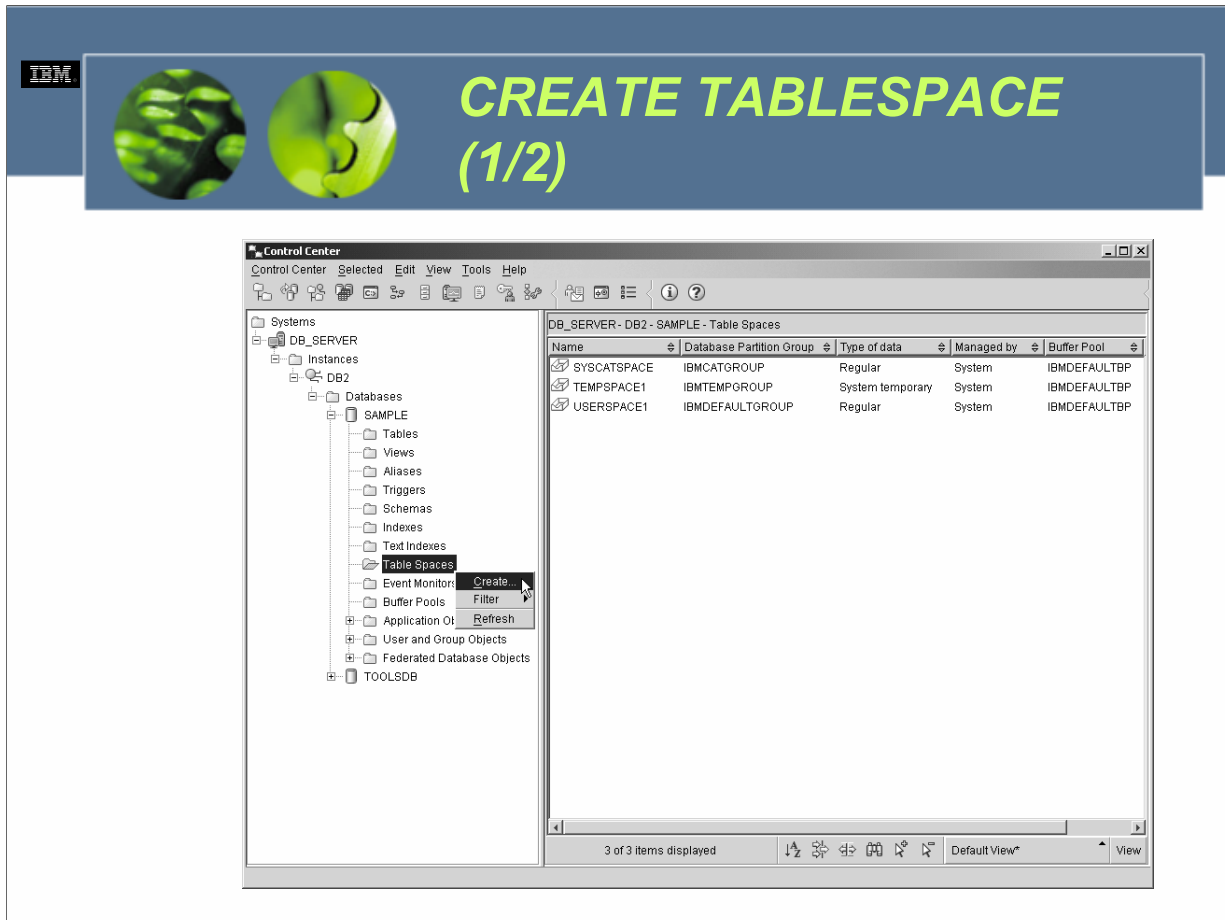 IBM
CREATE TABLESPACE
(1/2)
Control Center
Control Center Selected Edit View Tools Help
Systems
DB_SERVER
Instances
DB2
Databases
SAMPLE
Tables
Views
Aliases
Triggers
Schemas
Indexes
Text Indexes
Table Spaces
Event Monitors
Buffer Pools
Application Ob
User and Group Objects
Federated Database Objects
TOOLSDB
Create...
Filter
Refresh
DB_SERVER - DB2 - SAMPLE - Table Spaces
Name Database Partition Group Type of data Managed by Buffer Pool
SYSCATSPACE IBMCATGROUP Regular System IBMDEFAULTBP
TEMPSPACE1 IBMTEMPGROUP System temporary System IBMDEFAULTBP
USERSPACE1 IBMDEFAULTGROUP Regular System IBMDEFAULTBP
3 of 3 items displayed Default View* View